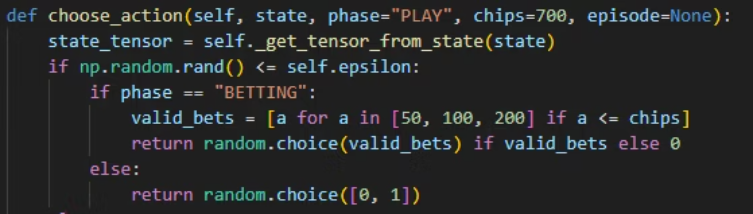 def choose_action(self, state, phase="PLAY", chips=700, episode=None):
    state_tensor = self._get_tensor_from_state(state)
    if np.random.rand() <= self.epsilon:
        if phase == "BETTING":
            valid_bets = [a for a in [50, 100, 200] if a <= chips]
            return random.choice(valid_bets) if valid_bets else 0
        else:
            return random.choice([0, 1])